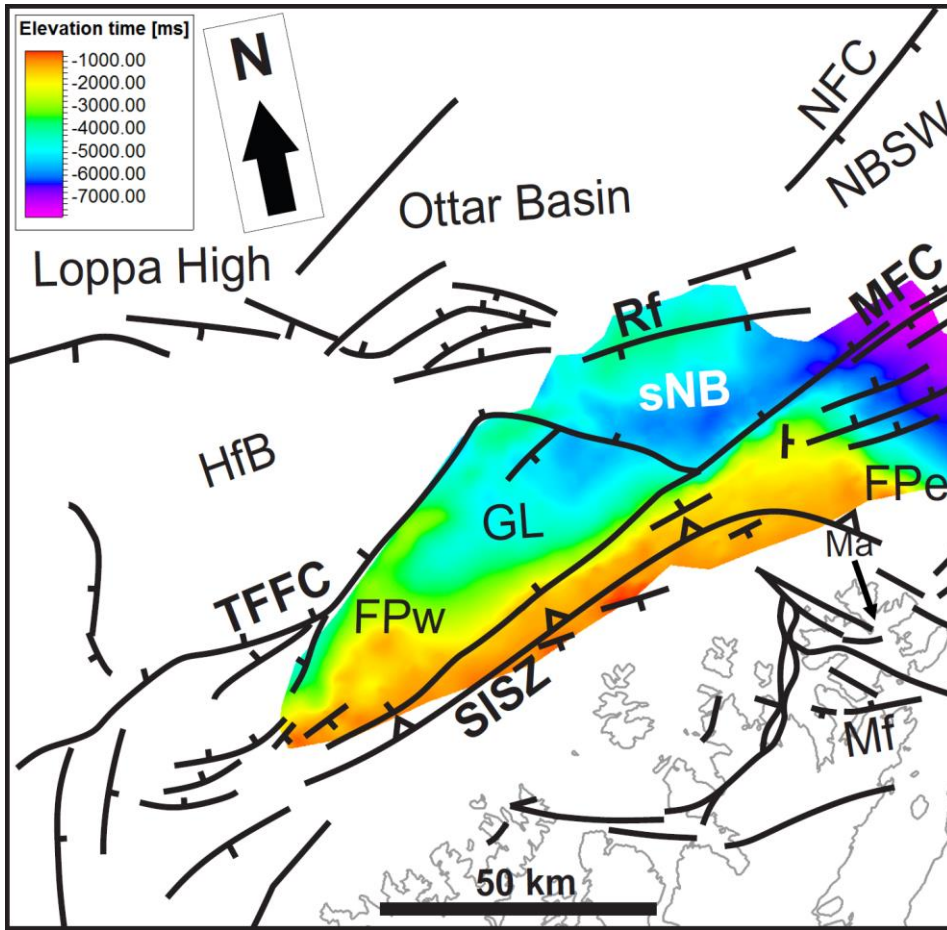 Elevation time [ms]
-1000.00
-2000.00
-3000.00
-4000.00
-5000.00
-6000.00
-7000.00
N
NFC
NBSW
Ottar Basin
Loppa High
MFC
Rf
sNB
HfB
GL
FPe
Ma
TFFC
FPw
SISZ
Mf
50 km